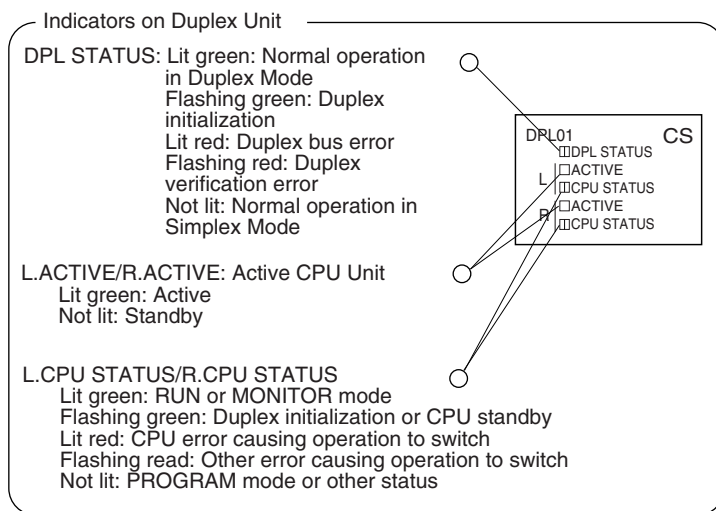 Indicators on Duplex Unit
DPL STATUS: Lit green: Normal operation
in Duplex Mode
Flashing green: Duplex
initialization
Lit red: Duplex bus error
Flashing red: Duplex
verification error
Not lit: Normal operation in
Simplex Mode
DPL01 CS
DPL STATUS
L ACTIVE
CPU STATUS
R ACTIVE
CPU STATUS
L.ACTIVE/R.ACTIVE: Active CPU Unit
Lit green: Active
Not lit: Standby
L.CPU STATUS/R.CPU STATUS
Lit green: RUN or MONITOR mode
Flashing green: Duplex initialization or CPU standby
Lit red: CPU error causing operation to switch
Flashing read: Other error causing operation to switch
Not lit: PROGRAM mode or other status